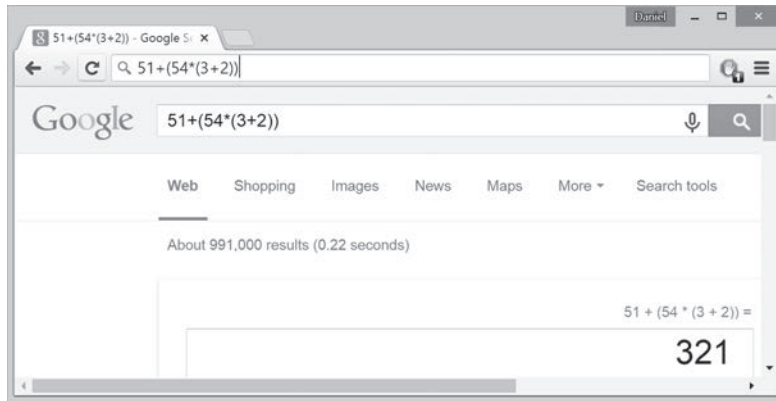 Daniel
51+(54*(3+2)) - Google Se
51+(54*(3+2))
Google 51+(54*(3+2))
Web Shopping Images News Maps More Search tools
About 991,000 results (0.22 seconds)
51 + (54 * (3 + 2)) =
321